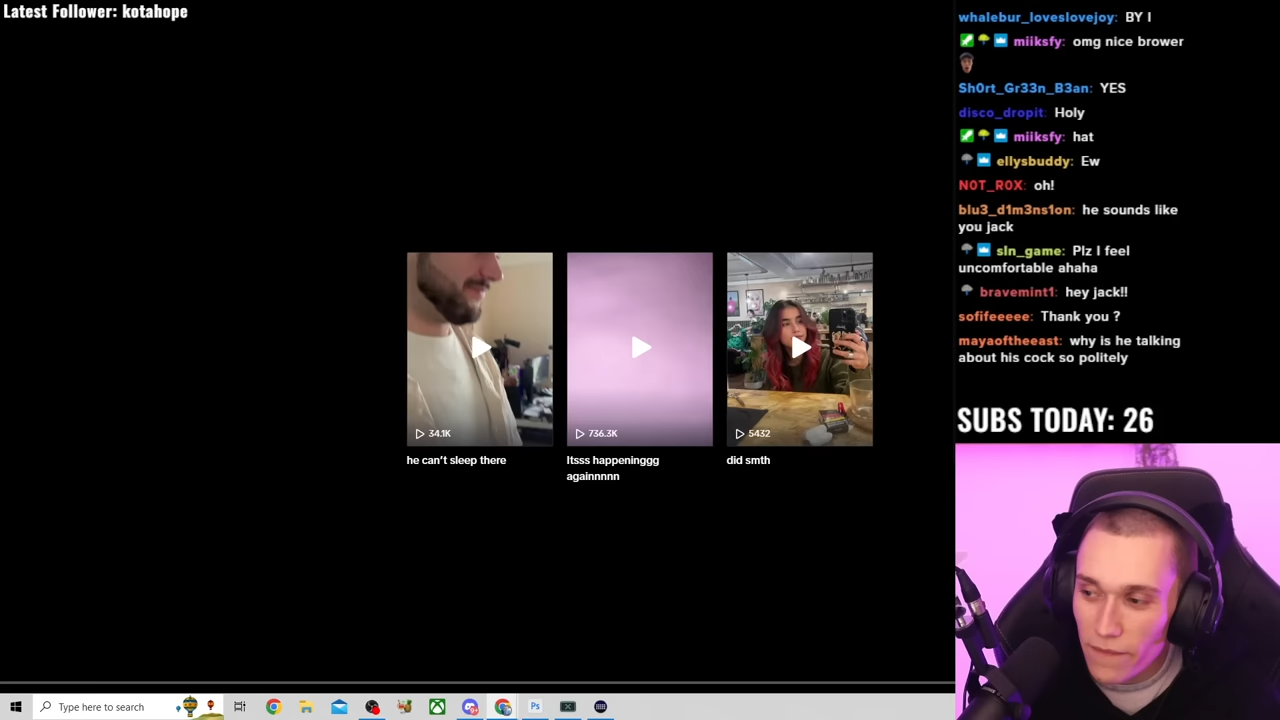 Latest Follower: kotahope
whalebur_loveslovejoy: BY I
miiksfy: omg nice brower
Sh0rt_Gr33n_B3an: YES
disco_dropit: Holy
miiksfy: hat
ellysbuddy: Ew
N0T_R0X: oh!
blu3_d1m3ns1on: he sounds like
you jack
sln_game: Plz I feel
uncomfortable ahaha
bravemint1: hey jack!!
sofifeeeee: Thank you ?
mayaoftheeast: why is he talking
about his cock so politely
SUBS TODAY: 26
34.1K
736.3K
5432
he can't sleep there
Itsss happeninggg
againnnnn
did smth
Type here to search
Ps